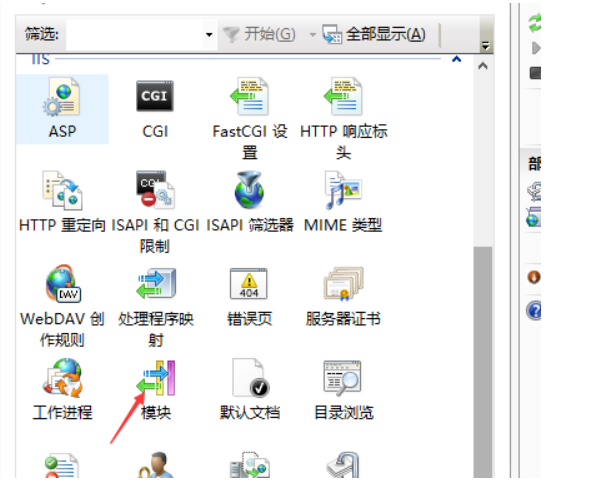 筛选:
开始(G)
全部显示(A)
IIS
CGI
ASP
CGI
FastCGI 设
置
HTTP 响应标
头
CGI
HTTP 重定向
ISAPI 和 CGI
限制
ISAPI 筛选器
MIME 类型
DAV
404
WebDAV 创
作规则
处理程序映
射
错误页
服务器证书
工作进程
模块
默认文档
目录浏览